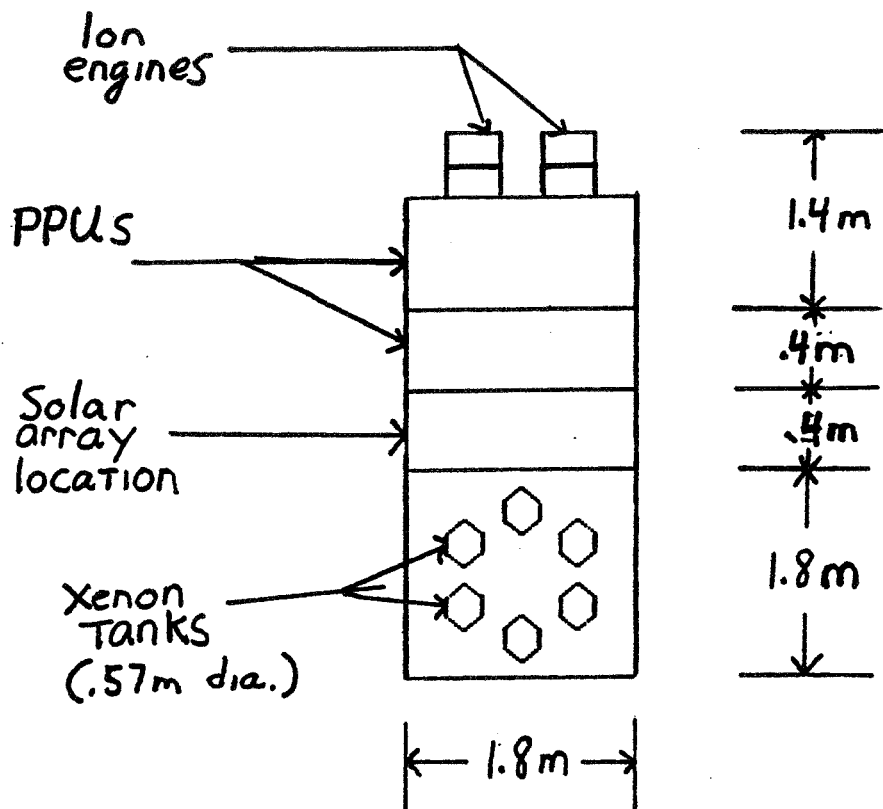 Ion
engines
PPUs
Solar
array
location
Xenon
Tanks
(.57m dia.)
1.4m
.4m
.4m
1.8m
1.8m